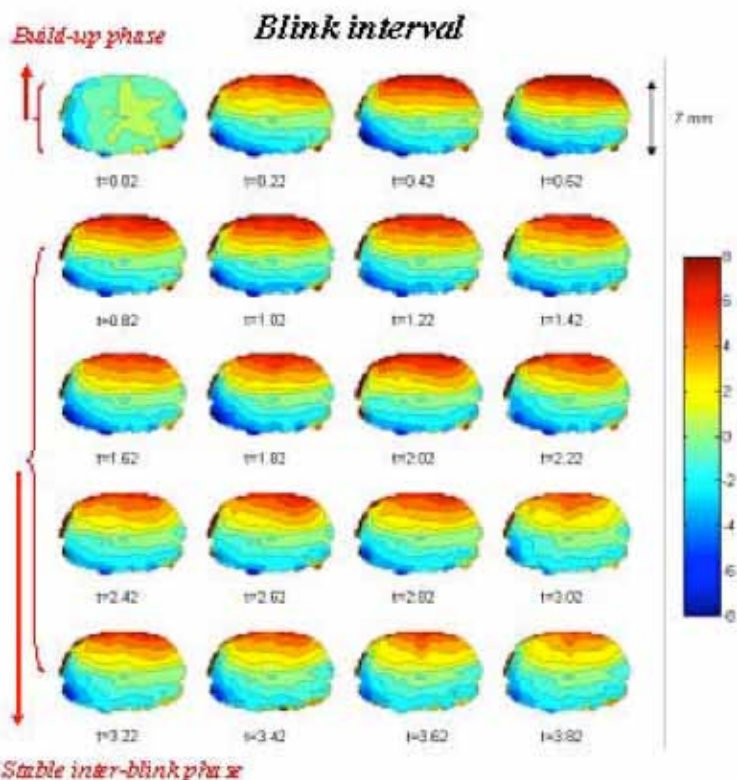 Blink interval
Build-up phase
7 mm
t=0.02 t=0.22 t=0.42 t=0.62
t=0.82 t=1.02 t=1.22 t=1.42
t=1.62 t=1.82 t=2.02 t=2.22
t=2.42 t=2.62 t=2.82 t=3.02
t=3.22 t=3.42 t=3.62 t=3.82
8
6
4
2
0
-2
-4
-6
-8
Stable inter-blink phase